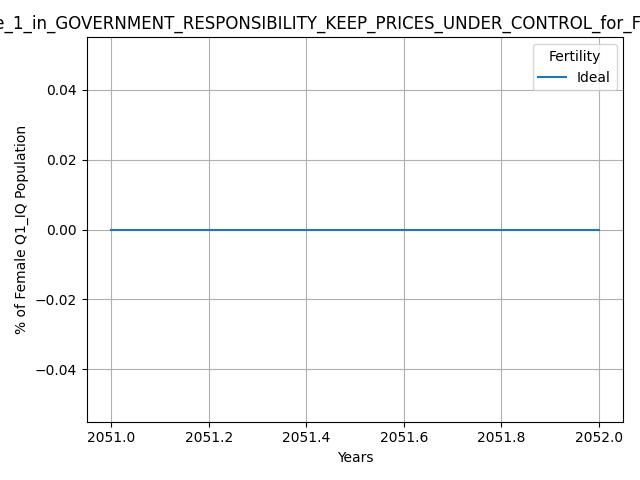 e_1_in_GOVERNMENT_RESPONSIBILITY_KEEP_PRICES_UNDER_CONTROL_for_F
Fertility
Ideal
0.04
0.02
0.00
−0.02
−0.04
% of Female Q1_IQ Population
2051.0 2051.2 2051.4 2051.6 2051.8 2052.0
Years